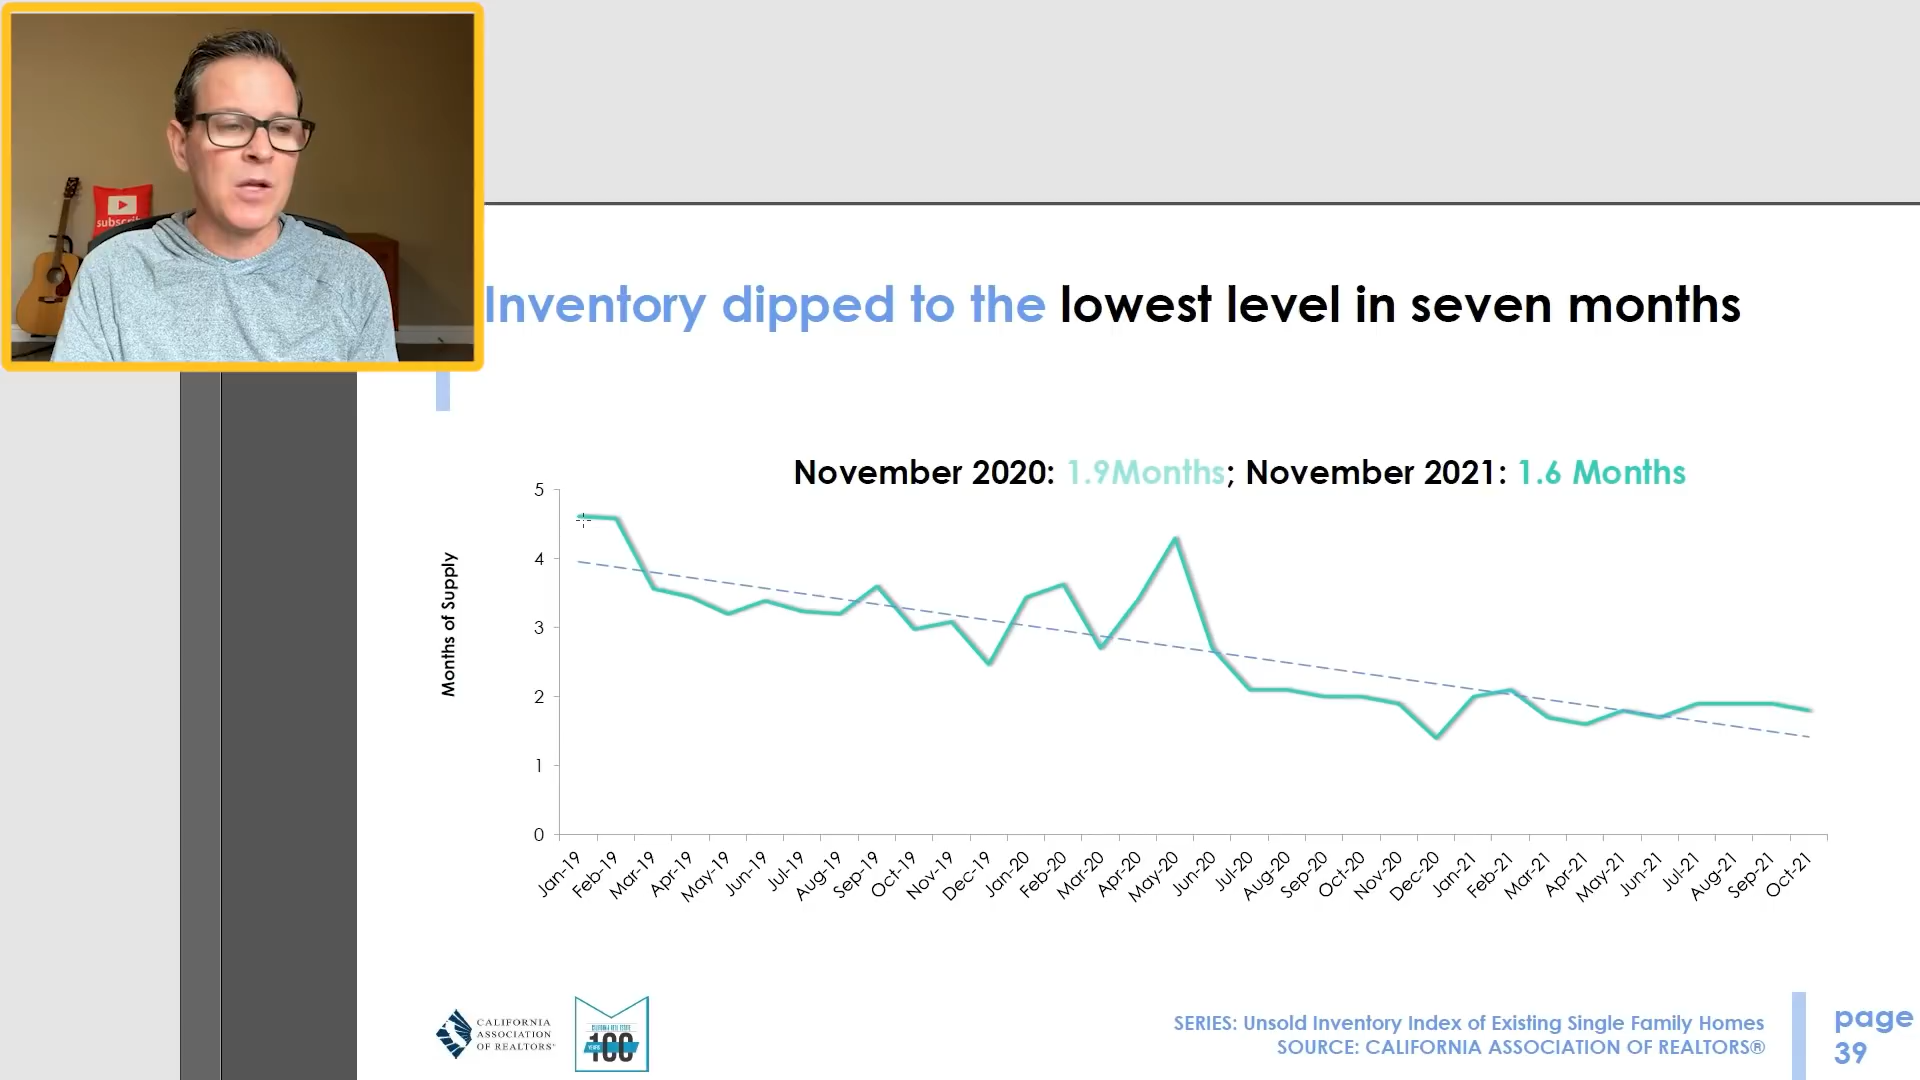 subscrib
Inventory dipped to the lowest level in seven months
November 2020: 1.9Months; November 2021: 1.6 Months
Months of Supply
5
4
3
2
1
0
Jan-19
Feb-19
Mar-19
Apr-19
May-19
Jun-19
Jul-19
Aug-19
Sep-19
Oct-19
Nov-19
Dec-19
Jan-20
Feb-20
Mar-20
Apr-20
May-20
Jun-20
Jul-20
Aug-20
Sep-20
Oct-20
Nov-20
Dec-20
Jan-21
Feb-21
Mar-21
Apr-21
May-21
Jun-21
Jul-21
Aug-21
Sep-21
Oct-21
CALIFORNIA
ASSOCIATION
OF REALTORS®
CALIFORNIA REAL ESTATE
YEARS 100
SERIES: Unsold Inventory Index of Existing Single Family Homes
SOURCE: CALIFORNIA ASSOCIATION OF REALTORS®
page
39